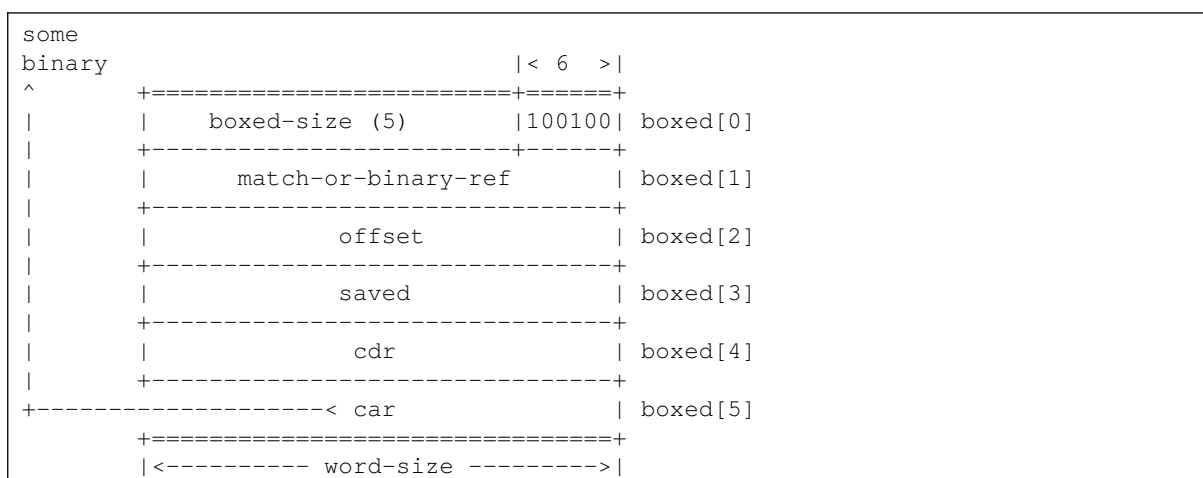 some
binary                            |< 6  >|
^       +=========================+======+
|       |    boxed-size (5)       |100100| boxed[0]
|       +-------------------------+------+
|       |      match-or-binary-ref       | boxed[1]
|       +--------------------------------+
|       |             offset             | boxed[2]
|       +--------------------------------+
|       |             saved              | boxed[3]
|       +--------------------------------+
|       |              cdr               | boxed[4]
|       +--------------------------------+
+--------------------< car               | boxed[5]
        +================================+
        |<---------- word-size --------->|